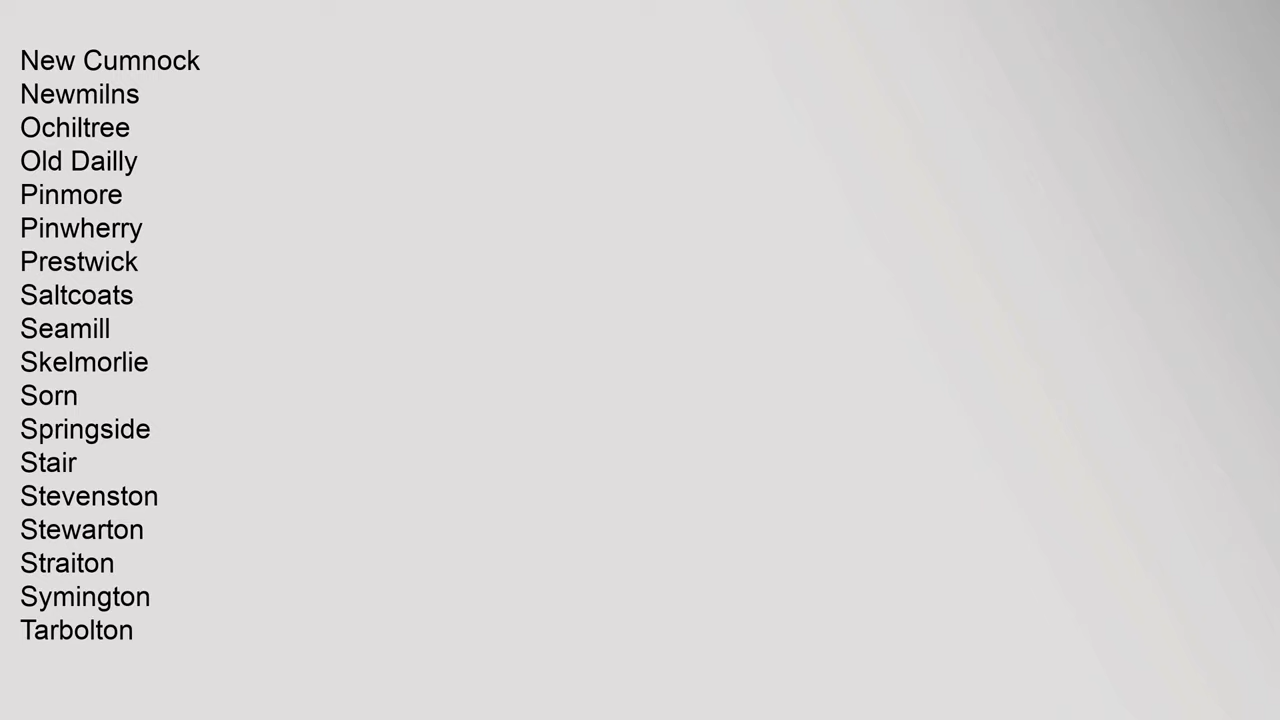 New Cumnock
Newmilns
Ochiltree
Old Dailly
Pinmore
Pinwherry
Prestwick
Saltcoats
Seamill
Skelmorlie
Sorn
Springside
Stair
Stevenston
Stewarton
Straiton
Symington
Tarbolton